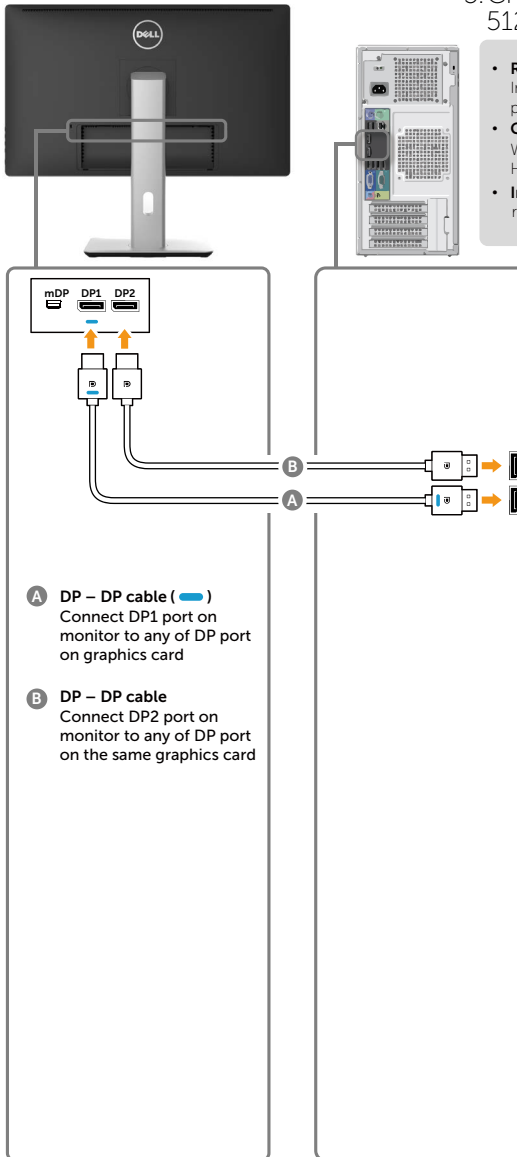 DELL
512
mDP DP1 DP2
B
A
A DP – DP cable ( )
Connect DP1 port on
monitor to any of DP port
on graphics card
B DP – DP cable
Connect DP2 port on
monitor to any of DP port
on the same graphics card